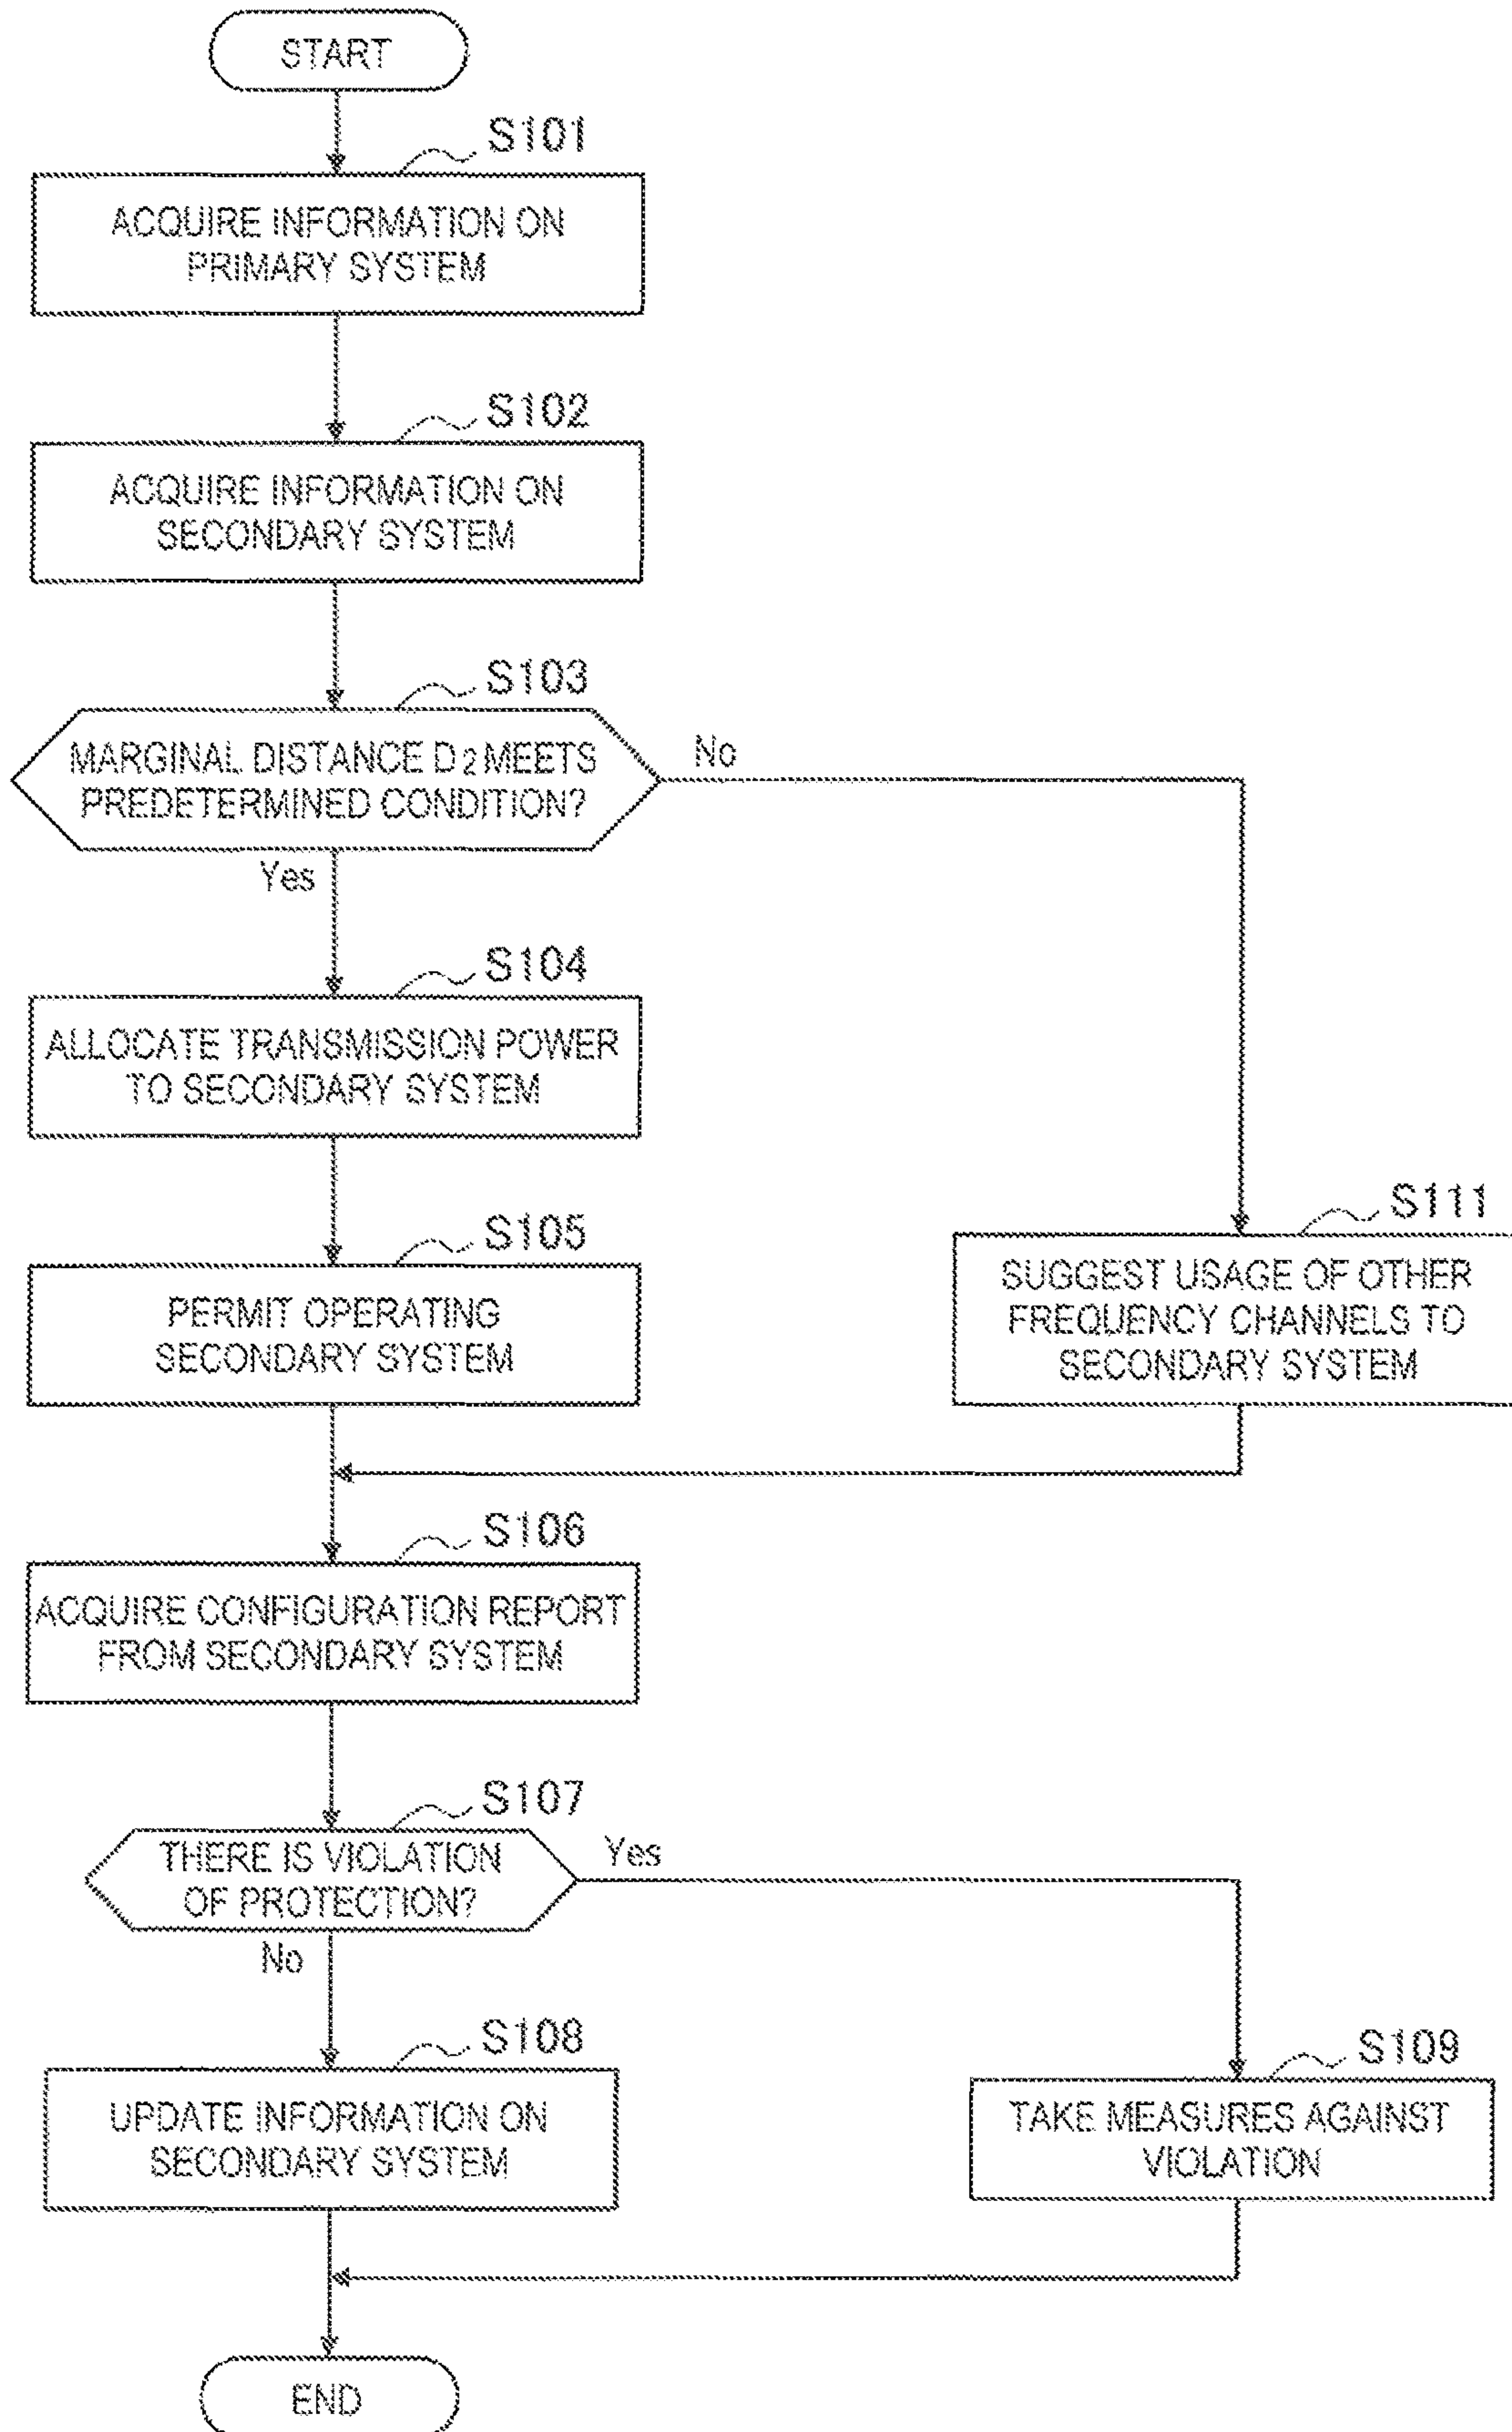 START
S101
ACQUIRE INFORMATION ON
PRIMARY SYSTEM
S102
ACQUIRE INFORMATION ON
SECONDARY SYSTEM
S103
MARGINAL DISTANCE D2 MEETS
PREDETERMINED CONDITION?
No
Yes
S104
ALLOCATE TRANSMISSION POWER
TO SECONDARY SYSTEM
S105
PERMIT OPERATING
SECONDARY SYSTEM
S111
SUGGEST USAGE OF OTHER
FREQUENCY CHANNELS TO
SECONDARY SYSTEM
S106
ACQUIRE CONFIGURATION REPORT
FROM SECONDARY SYSTEM
S107
THERE IS VIOLATION
OF PROTECTION?
Yes
No
S108
UPDATE INFORMATION ON
SECONDARY SYSTEM
S109
TAKE MEASURES AGAINST
VIOLATION
END